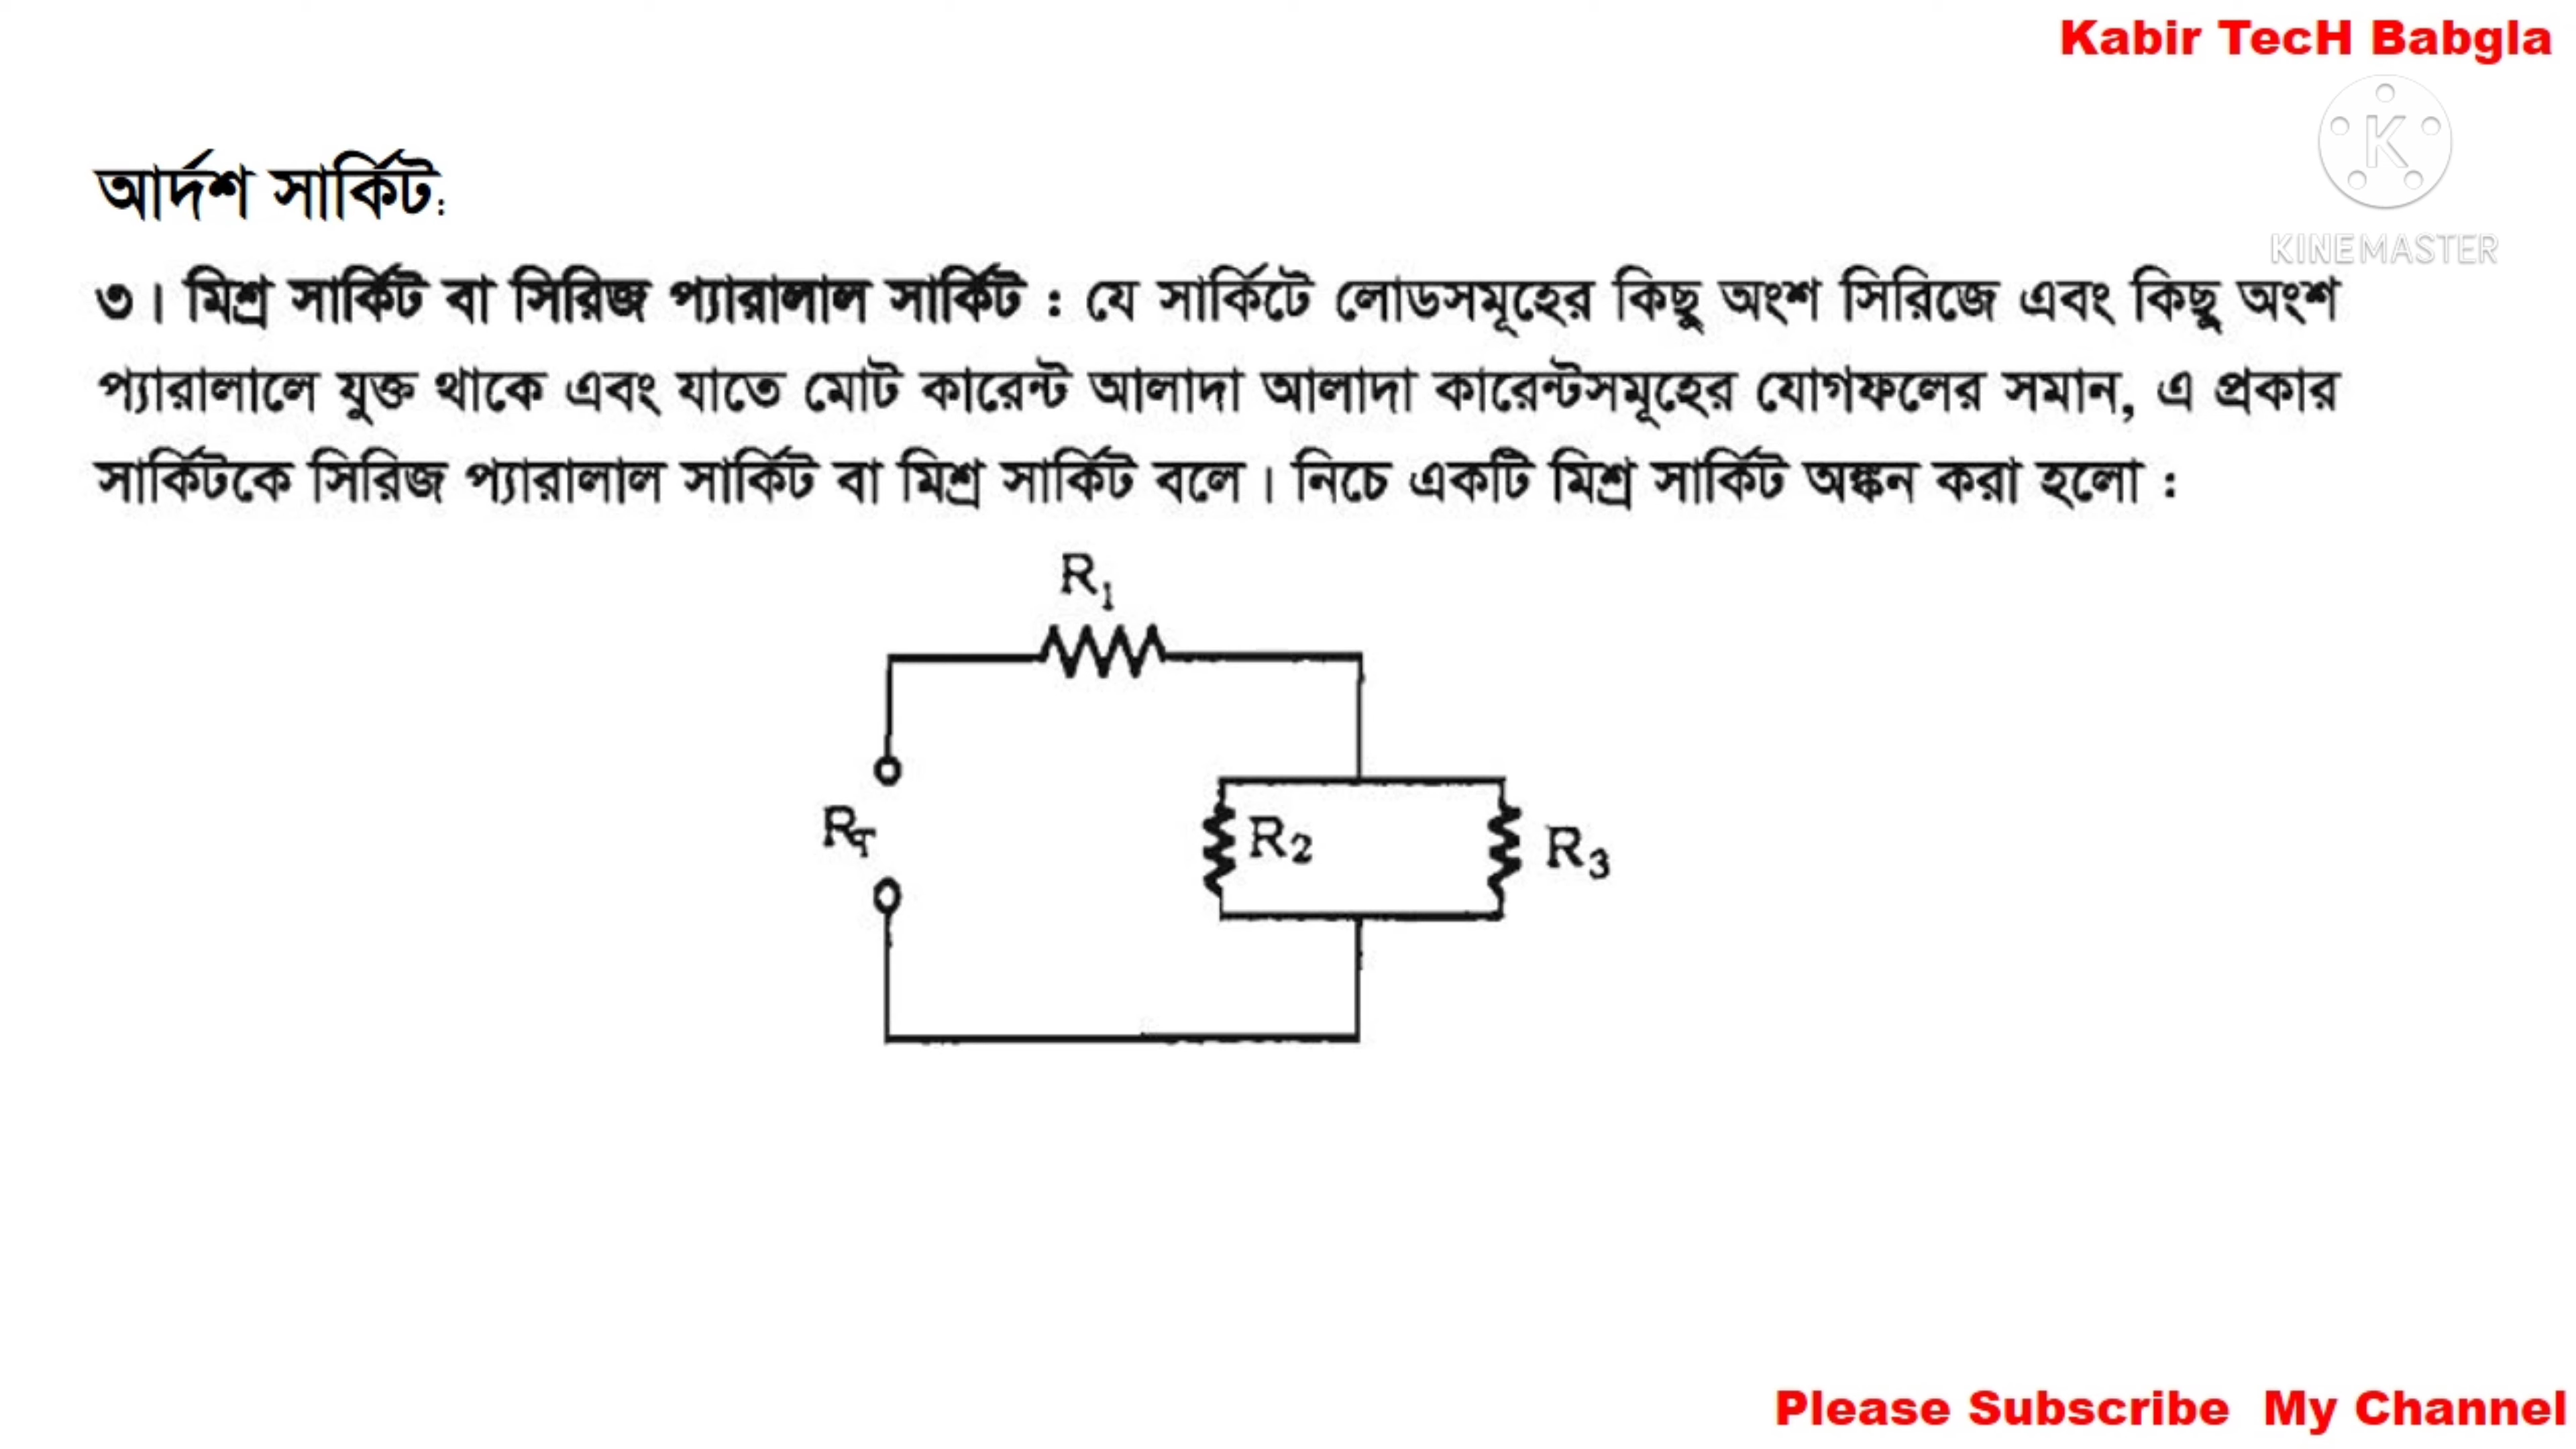 Kabir TecH Babgla
K
KINEMASTER
আর্দশ সার্কিট:
৩। মিশ্র সার্কিট বা সিরিজ প্যারালাল সার্কিট : যে সার্কিটে লোডসমূহের কিছু অংশ সিরিজে এবং কিছু অংশ
প্যারালালে যুক্ত থাকে এবং যাতে মোট কারেন্ট আলাদা আলাদা কারেন্টসমূহের যোগফলের সমান, এ প্রকার
সার্কিটকে সিরিজ প্যারালাল সার্কিট বা মিশ্র সার্কিট বলে। নিচে একটি মিশ্র সার্কিট অঙ্কন করা হলো :
R₁
R_T
R₂
R₃
Please Subscribe My Channel